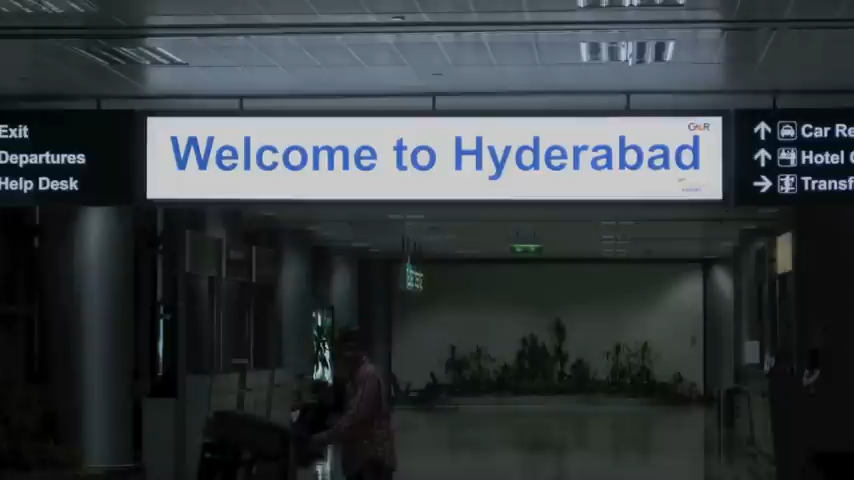 Exit
Departures
Help Desk
Welcome to Hyderabad
GMR
Car Re
Hotel
Transf